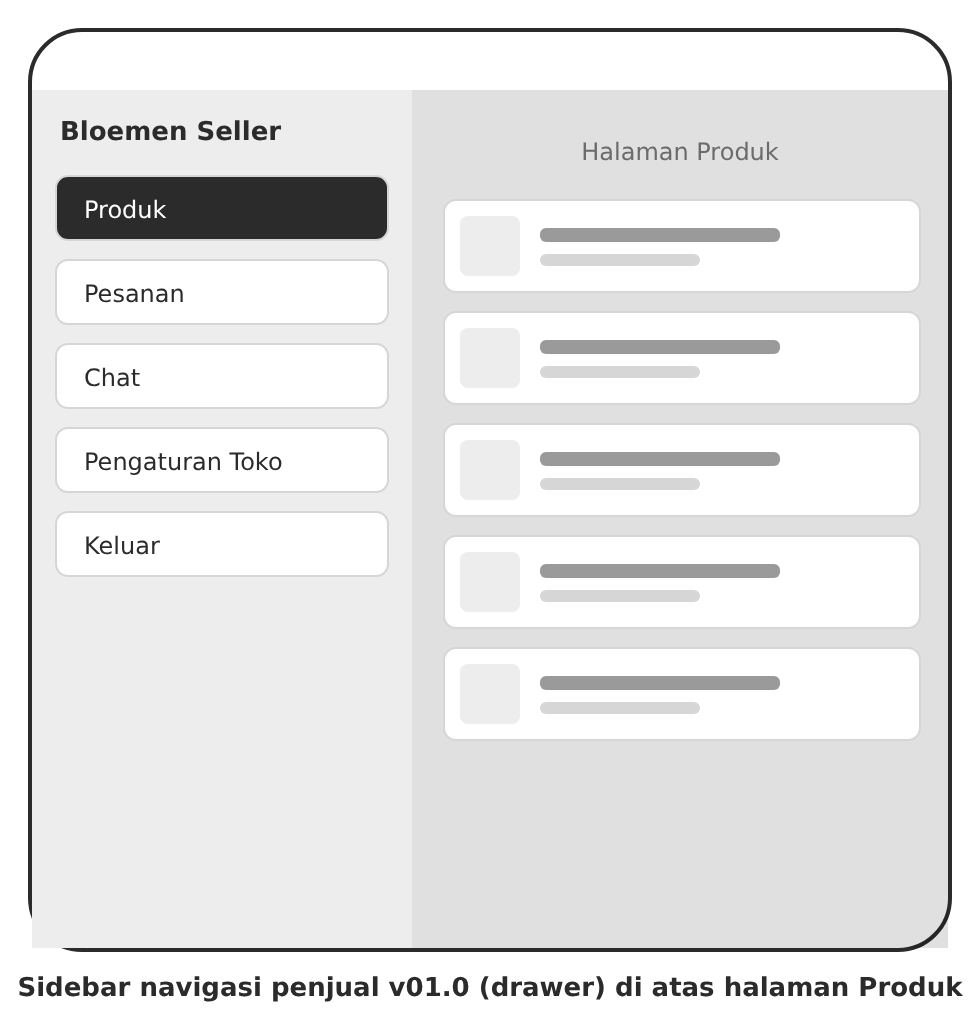 Bloemen Seller
Produk
Pesanan
Chat
Pengaturan Toko
Keluar
Halaman Produk
Sidebar navigasi penjual v01.0 (drawer) di atas halaman Produk